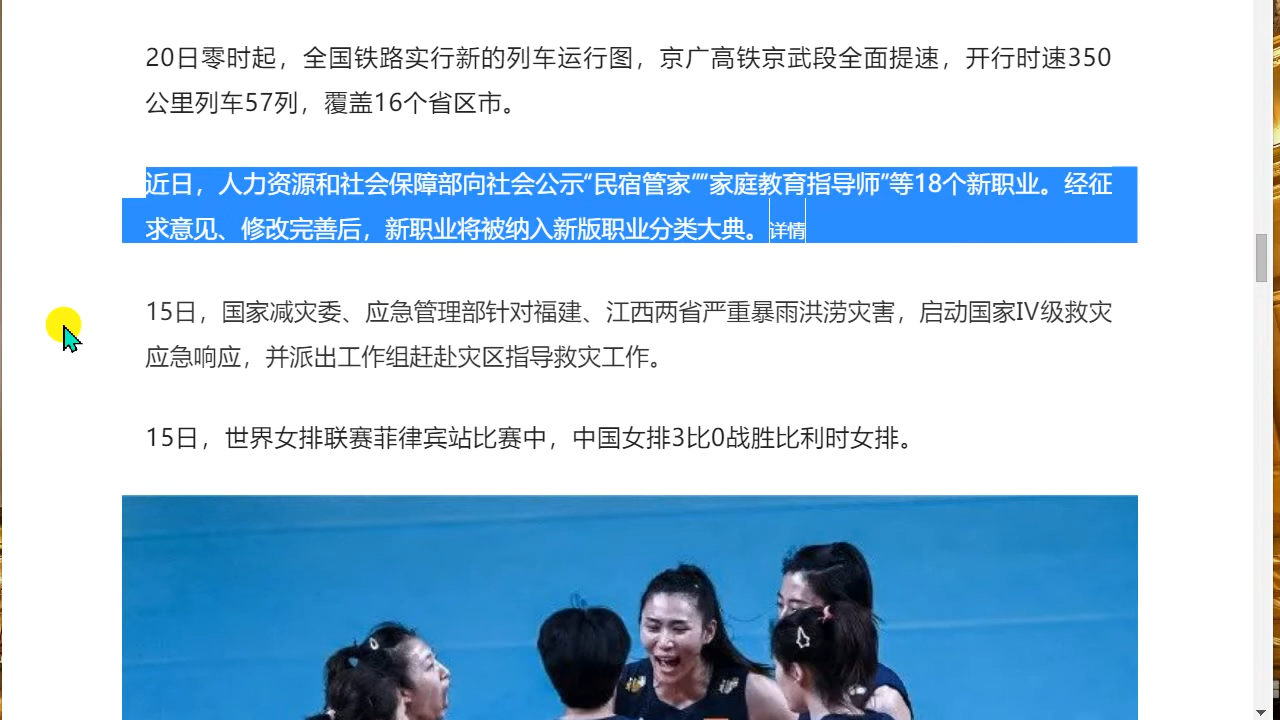 20日零时起，全国铁路实行新的列车运行图，京广高铁京武段全面提速，开行时速350
公里列车57列，覆盖16个省区市。
近日，人力资源和社会保障部向社会公示“民宿管家”“家庭教育指导师”等18个新职业。经征
求意见、修改完善后，新职业将被纳入新版职业分类大典。详情
15日，国家减灾委、应急管理部针对福建、江西两省严重暴雨洪涝灾害，启动国家IV级救灾
应急响应，并派出工作组赶赴灾区指导救灾工作。
15日，世界女排联赛菲律宾站比赛中，中国女排3比0战胜比利时女排。